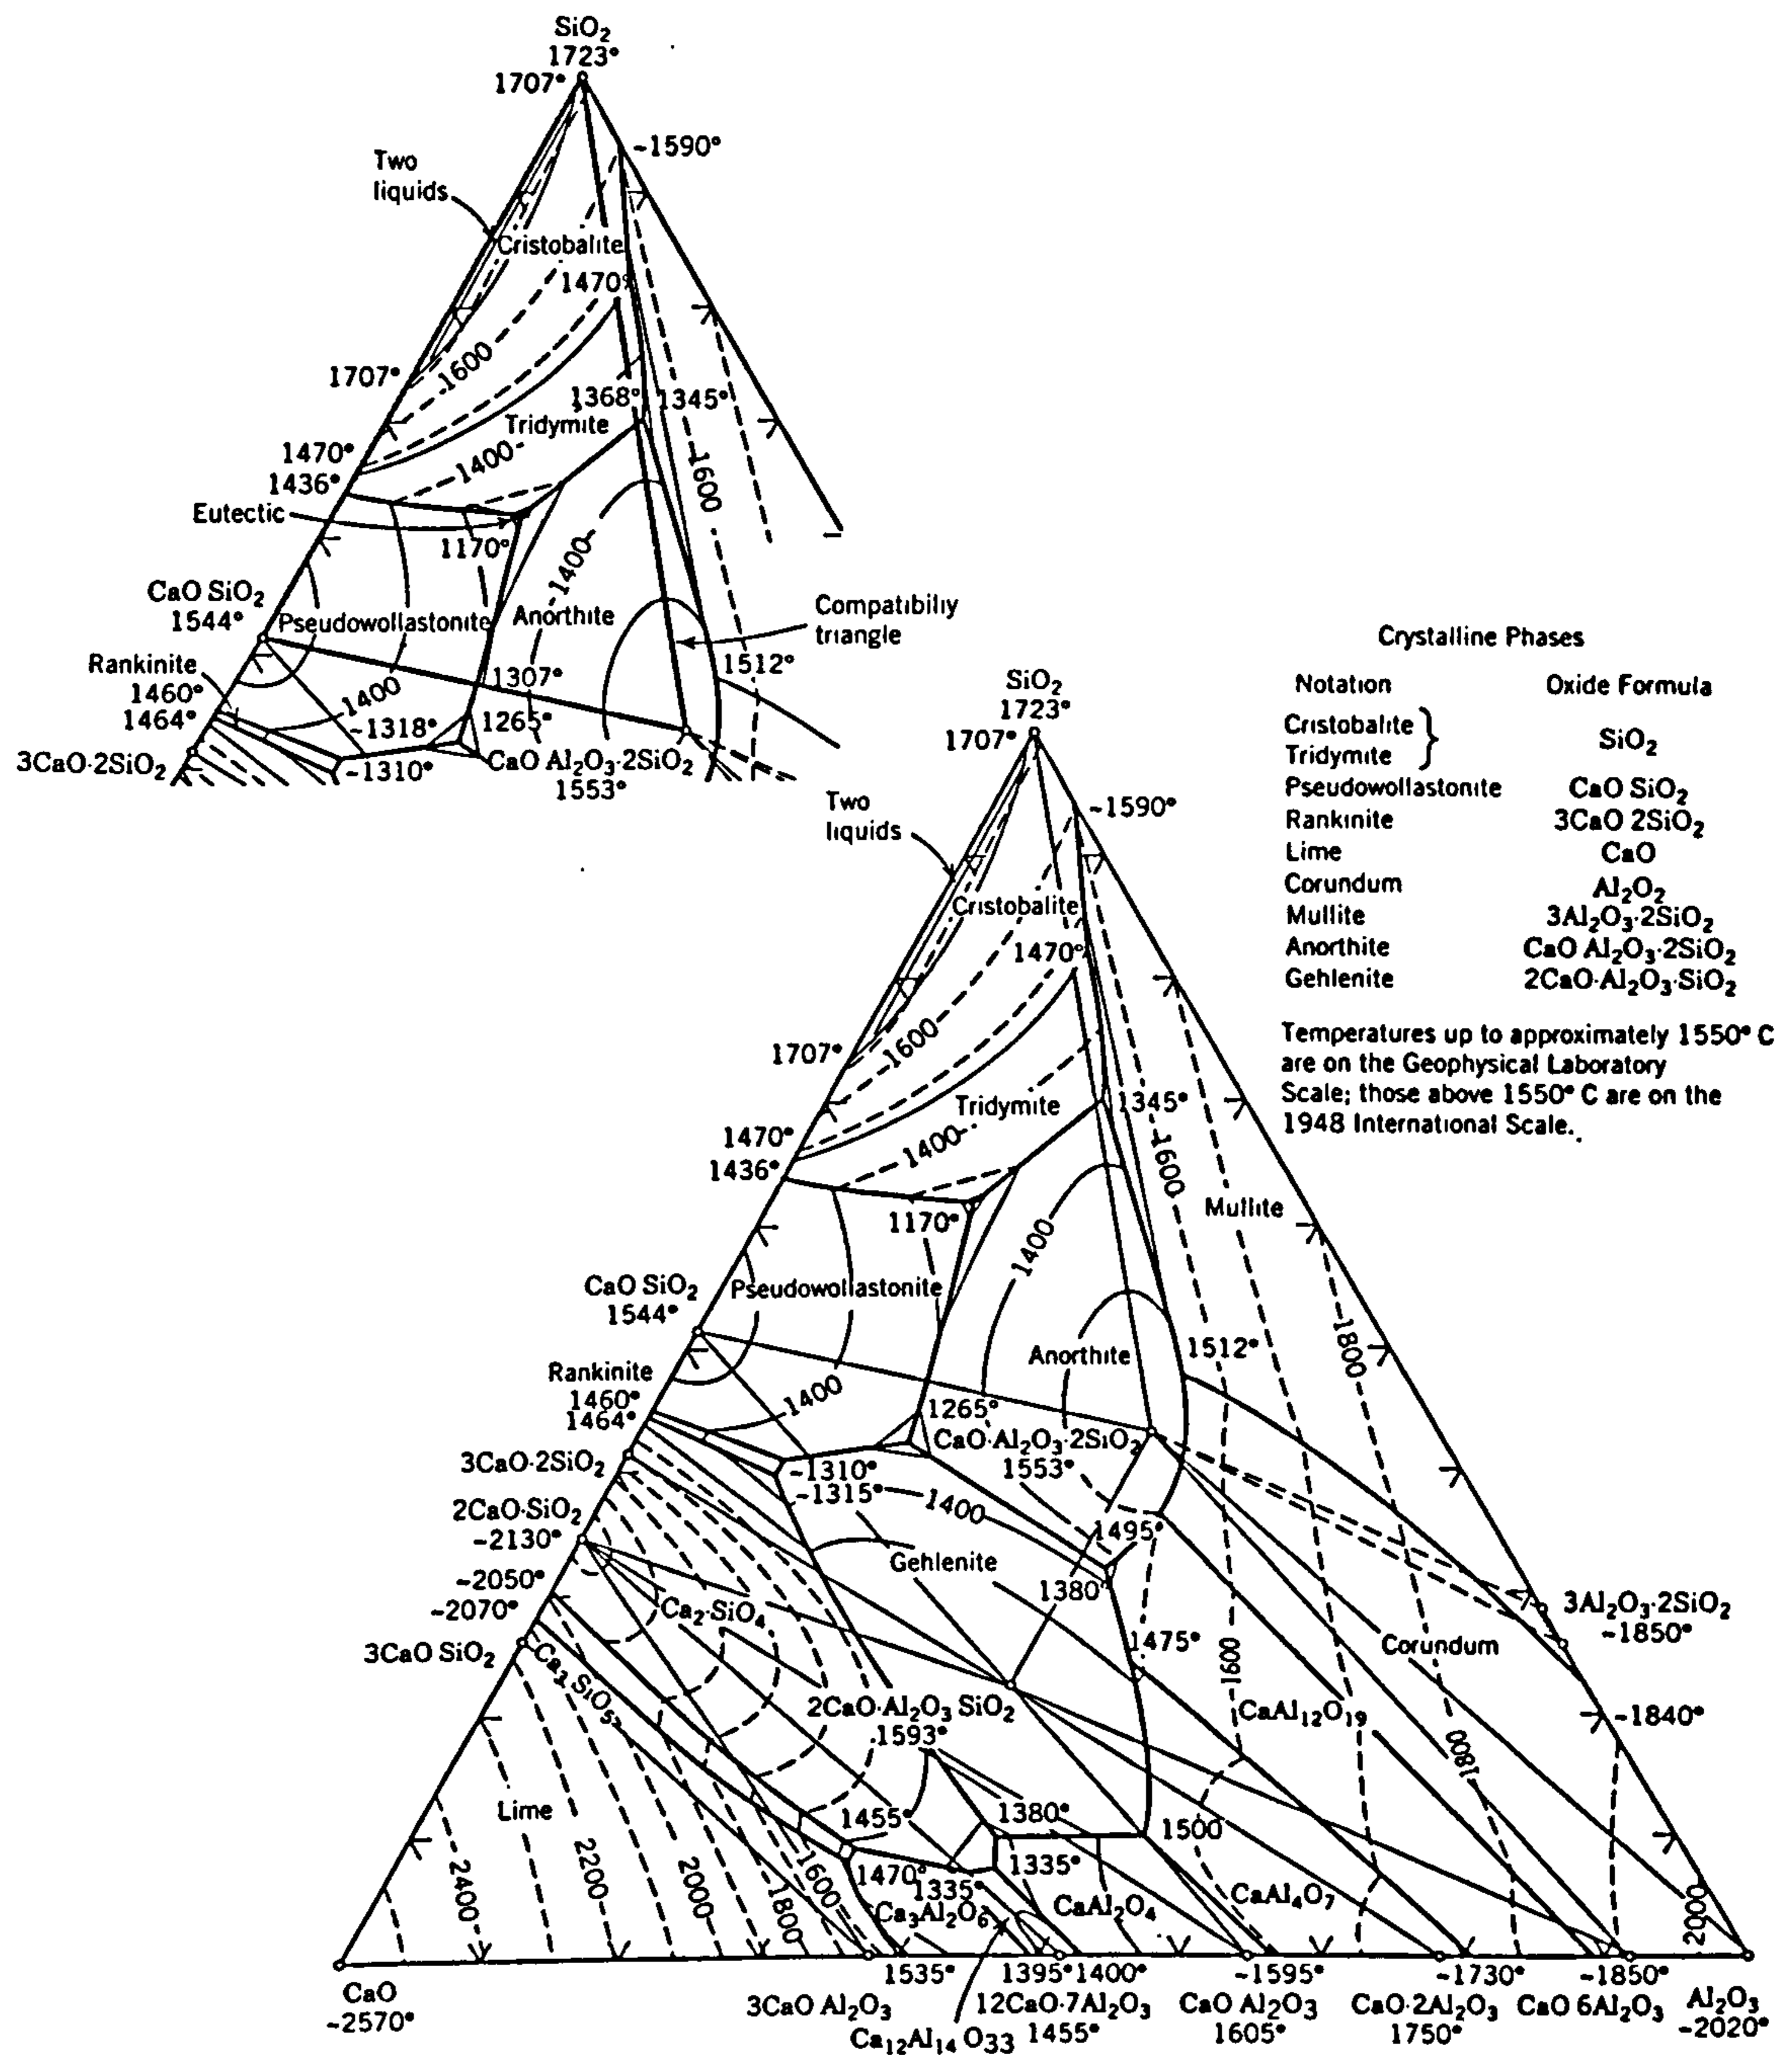 SiO₂
1723°
1707°
~1590°
Two
liquids
Cristobalite
1470°
1600
1707°
1368°
1345°
Tridymite
1470°
1400
1600
1436°
Eutectic
1170°
1400
CaO SiO₂
1544°
Pseudowollastonite
Anorthite
Compatibiliy
triangle
Rankinite
1460°
1464°
1307°
1512°
1400
~1318°
1265°
3CaO·2SiO₂
~1310°
CaO Al₂O₃·2SiO₂
1553°
Crystalline Phases
Notation Oxide Formula
Cristobalite
Tridymite SiO₂
Pseudowollastonite CaO SiO₂
Rankinite 3CaO 2SiO₂
Lime CaO
Corundum Al₂O₂
Mullite 3Al₂O₃·2SiO₂
Anorthite CaO Al₂O₃·2SiO₂
Gehlenite 2CaO·Al₂O₃·SiO₂
Temperatures up to approximately 1550° C
are on the Geophysical Laboratory
Scale; those above 1550° C are on the
1948 International Scale.
SiO₂
1723°
1707°
~1590°
Two
liquids
Cristobalite
1470°
1600
1707°
Tridymite
1345°
1470°
1400
1600
1436°
Mullite
1170°
1400
CaO SiO₂
1544°
Pseudowollastonite
Anorthite
1512°
1800
Rankinite
1460°
1464°
1400
1265°
3CaO·2SiO₂
CaO·Al₂O₃·2SiO₂
1553°
~1310°
~1315°
1400
2CaO·SiO₂
~2130°
1495°
Gehlenite
1380°
~2050°
~2070°
Ca₂·SiO₄
3Al₂O₃·2SiO₂
~1850°
1475°
1600
Corundum
3CaO SiO₂
Ca₃ SiO₅
2CaO·Al₂O₃ SiO₂
1593°
CaAl₁₂O₁₉
~1840°
1800
Lime
1455°
1380°
1500
2400
2200
2000
1800
1600
1470°
1335°
1335°
Ca₃Al₂O₆
CaAl₂O₄
CaAl₄O₇
2000
CaO
~2570°
1535°
1395° 1400°
~1595°
~1730°
~1850°
3CaO Al₂O₃
12CaO·7Al₂O₃
1455°
CaO Al₂O₃
1605°
CaO·2Al₂O₃
1750°
CaO 6Al₂O₃
Al₂O₃
~2020°
Ca₁₂Al₁₄O₃₃